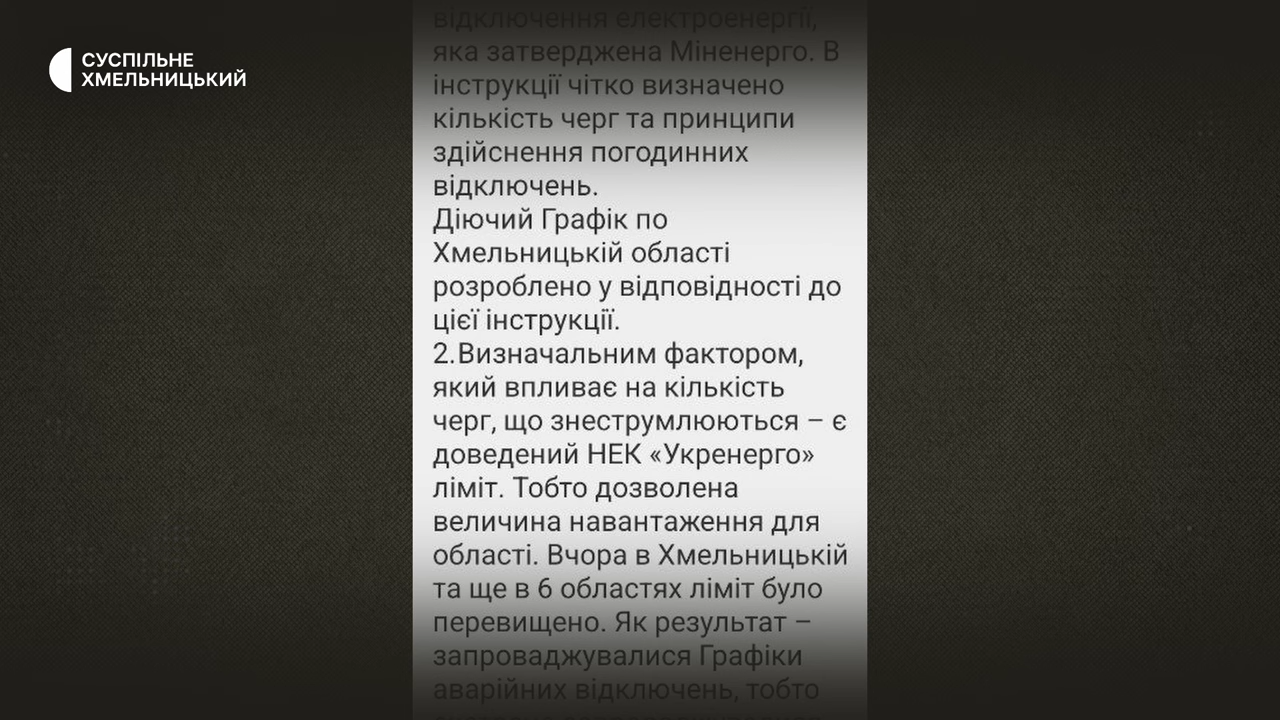 СУСПІЛЬНЕ
ХМЕЛЬНИЦЬКИЙ
відключення електроенергії,
яка затверджена Міненерго. В
інструкції чітко визначено
кількість черг та принципи
здійснення погодинних
відключень.
Діючий Графік по
Хмельницькій області
розроблено у відповідності до
цієї інструкції.
2.Визначальним фактором,
який впливає на кількість
черг, що знеструмлюються – є
доведений НЕК «Укренерго»
ліміт. Тобто дозволена
величина навантаження для
області. Вчора в Хмельницькій
та ще в 6 областях ліміт було
перевищено. Як результат –
запроваджувалися Графіки
аварійних відключень, тобто